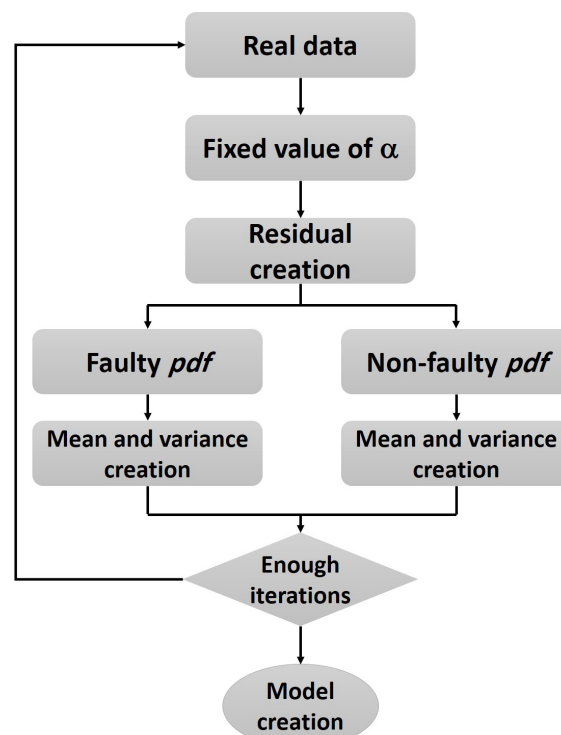 Real data
Fixed value of α
Residual
creation
Faulty pdf
Non-faulty pdf
Mean and variance
creation
Mean and variance
creation
Enough
iterations
Model
creation